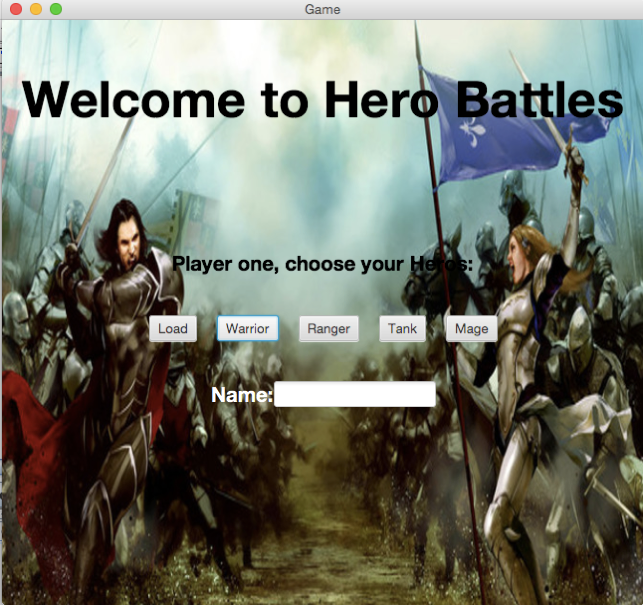 Game
Welcome to Hero Battles
Player one, choose your Heros:
Load Warrior Ranger Tank Mage
Name: